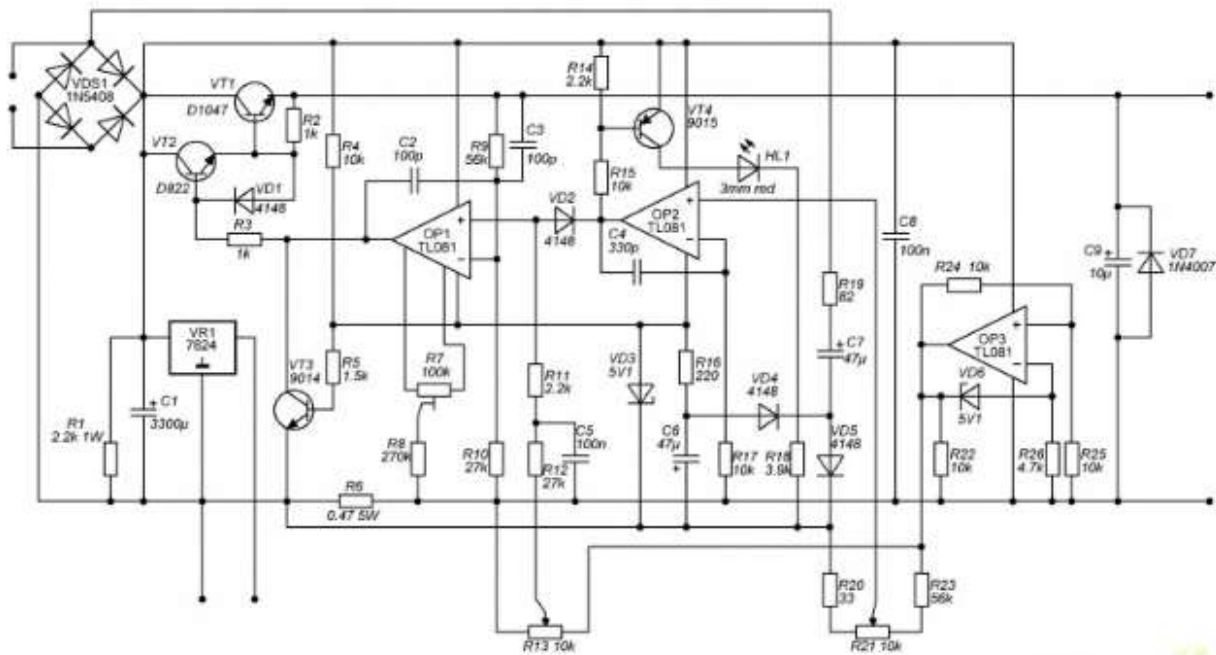 VDS1
1N5408
VT1
D1047
VT2
D822
VD1
4148
R2
1k
R3
1k
R4
10k
C2
100p
R9
56k
C3
100p
R14
2.2k
VT4
9015
R15
10k
HL1
3mm red
OP1
TL081
VD2
4148
OP2
TL081
C4
330p
C8
100n
R19
82
C7
47µ
R24 10k
OP3
TL081
C9
10µ
VD7
1N4007
VR1
7824
VT3
9014
R5
1.5k
R7
100k
R11
2.2k
VD3
5V1
R16
220
VD4
4148
VD5
4148
VD6
5V1
R1
2.2k 1W
C1
3300µ
R8
270k
R10
27k
R12
27k
C5
100n
C6
47µ
R17
10k
R18
3.9k
R22
10k
R26
4.7k
R25
10k
R6
0.47 5W
R20
33
R23
56k
R13 10k
R21 10k